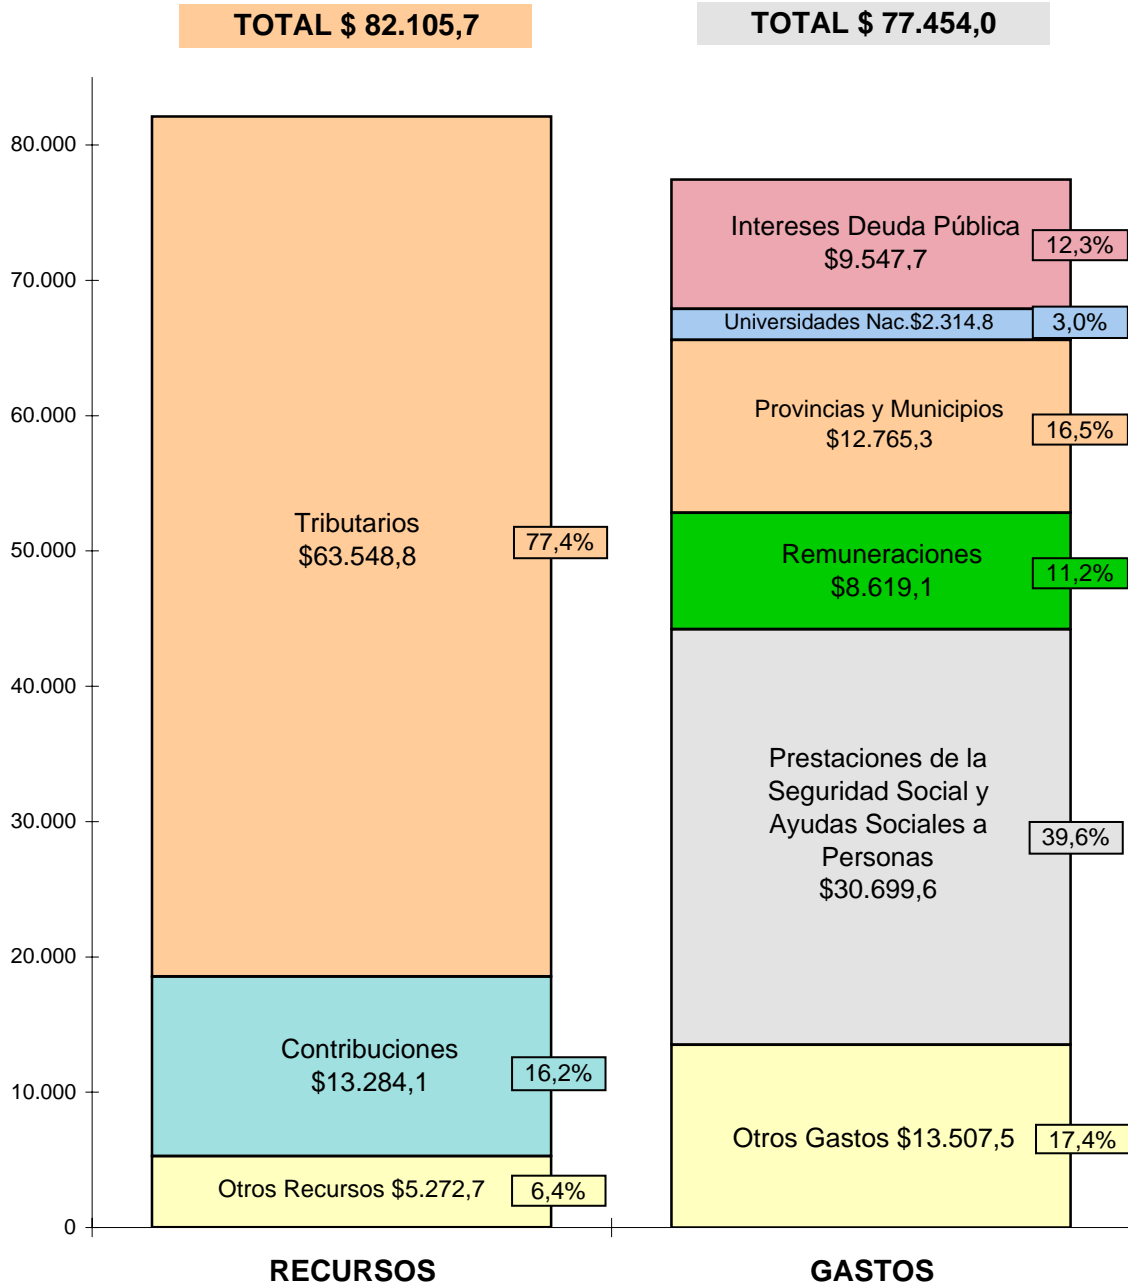 TOTAL $ 82.105,7
TOTAL $ 77.454,0
80.000
70.000
60.000
50.000
40.000
30.000
20.000
10.000
0
Tributarios
$63.548,8
77,4%
Contribuciones
$13.284,1
16,2%
Otros Recursos $5.272,7
6,4%
Intereses Deuda Pública
$9.547,7
12,3%
Universidades Nac.$2.314,8
3,0%
Provincias y Municipios
$12.765,3
16,5%
Remuneraciones
$8.619,1
11,2%
Prestaciones de la
Seguridad Social y
Ayudas Sociales a
Personas
$30.699,6
39,6%
Otros Gastos $13.507,5
17,4%
RECURSOS
GASTOS